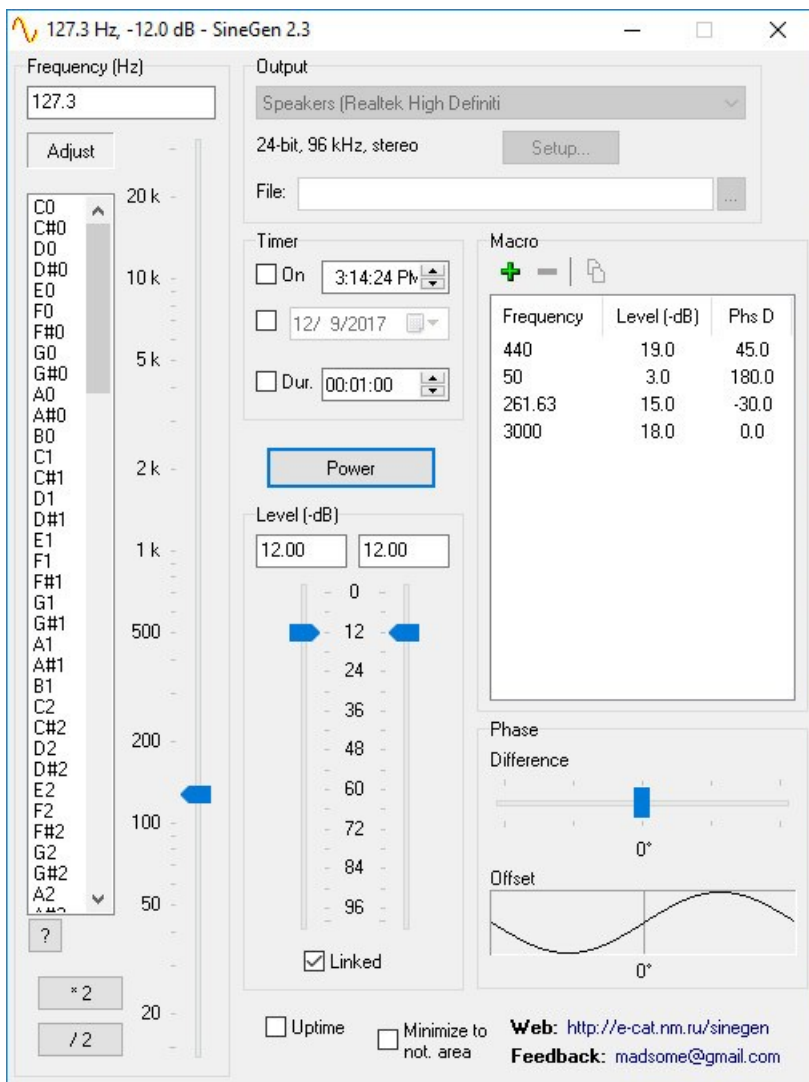 127.3 Hz, -12.0 dB - SineGen 2.3
Frequency (Hz)
127.3
Adjust
C0
C#0
D0
D#0
E0
F0
F#0
G0
G#0
A0
A#0
B0
C1
C#1
D1
D#1
E1
F1
F#1
G1
G#1
A1
A#1
B1
C2
C#2
D2
D#2
E2
F2
F#2
G2
G#2
A2
?
* 2
/ 2
20 k
10 k
5 k
2 k
1 k
500
200
100
50
20
Output
Speakers (Realtek High Definiti
24-bit, 96 kHz, stereo
Setup...
File:
...
Timer
On 3:14:24 PM
12/ 9/2017
Dur. 00:01:00
Power
Level (-dB)
12.00 12.00
0
12
24
36
48
60
72
84
96
Linked
Macro
Frequency Level (-dB) Phs D
440 19.0 45.0
50 3.0 180.0
261.63 15.0 -30.0
3000 18.0 0.0
Phase
Difference
0°
Offset
0°
Uptime
Minimize to
not. area
Web: http://e-cat.nm.ru/sinegen
Feedback: madsome@gmail.com